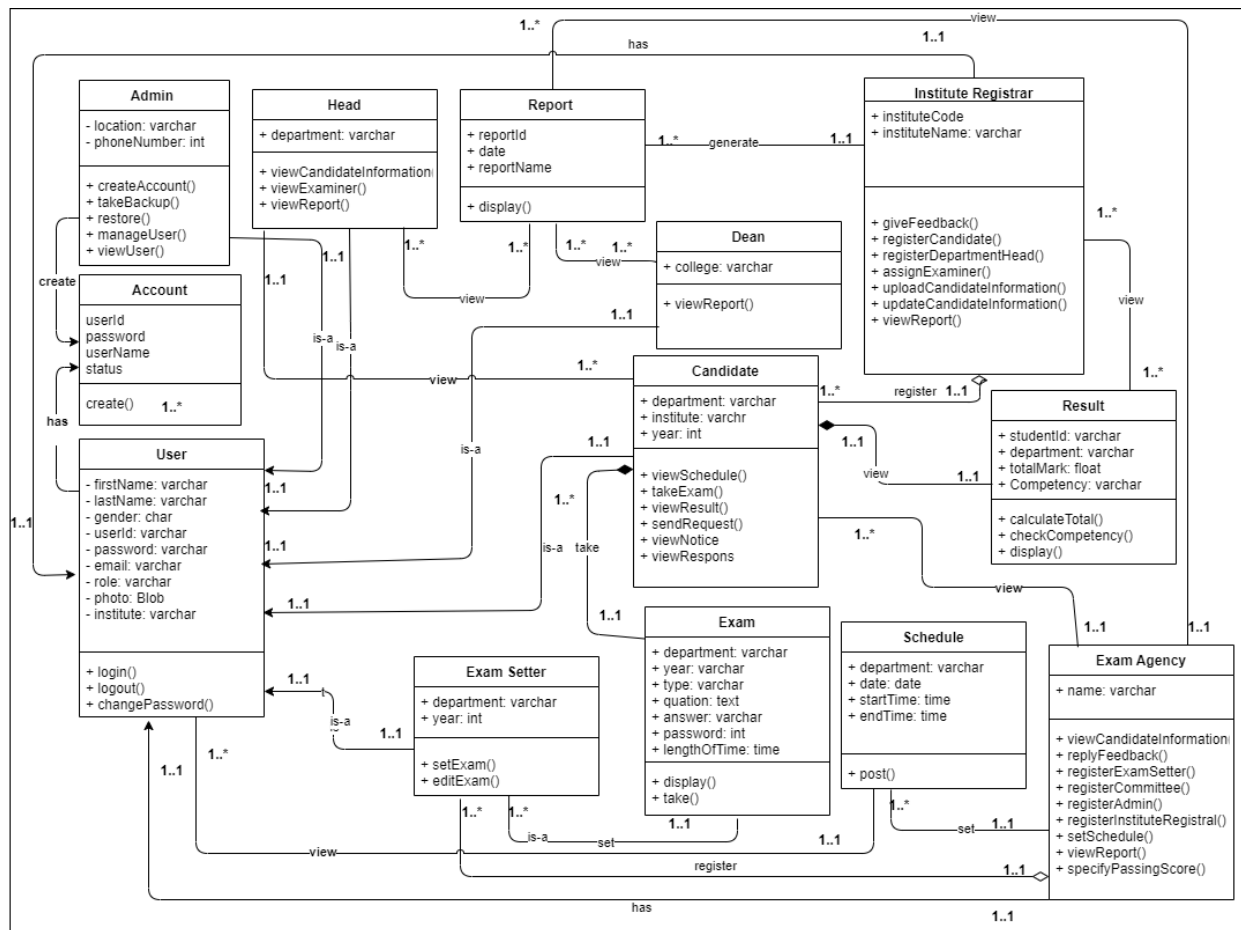 view
1..*
1..1
has
Admin
- location: varchar
- phoneNumber: int
+ createAccount()
+ takeBackup()
+ restore()
+ manageUser()
+ viewUser()
Head
+ department: varchar
+ viewCandidateInformation(
+ viewExaminer()
+ viewReport()
Report
+ reportId
+ date
+ reportName
+ display()
1..*
generate
1..1
Institute Registrar
+ instituteCode
+ instituteName: varchar
+ giveFeedback()
+ registerCandidate()
+ registerDepartmentHead()
+ assignExaminer()
+ uploadCandidateInformation()
+ updateCandidateInformation()
+ viewReport()
1..*
Dean
+ college: varchar
+ viewReport()
1..1
1..1
1..*
1..*
1..*
1..*
view
view
view
create
Account
userId
password
userName
status
create()
1..*
is-a
is-a
1..1
view
1..*
Candidate
+ department: varchar
+ institute: varchr
+ year: int
+ viewSchedule()
+ takeExam()
+ viewResult()
+ sendRequest()
+ viewNotice
+ viewRespons
1..*
register
1..1
1..*
Result
+ studentId: varchar
+ department: varchar
+ totalMark: float
+ Competency: varchar
+ calculateTotal()
+ checkCompetency()
+ display()
1..1
view
1..1
has
User
- firstName: varchar
- lastName: varchar
- gender: char
- userId: varchar
- password: varchar
- email: varchar
- role: varchar
- photo: Blob
- institute: varchar
+ login()
+ logout()
+ changePassword()
1..1
1..1
1..1
is-a
1..1
1..*
is-a
take
1..*
view
1..1
1..1
1..1
1..1
Exam
+ department: varchar
+ year: varchar
+ type: varchar
+ quation: text
+ answer: varchar
+ password: int
+ lengthOfTime: time
+ display()
+ take()
Schedule
+ department: varchar
+ date: date
+ startTime: time
+ endTime: time
+ post()
Exam Agency
+ name: varchar
+ viewCandidateInformation(
+ replyFeedback()
+ registerExamSetter()
+ registerCommittee()
+ registerAdmin()
+ registerInstituteRegistral()
+ setSchedule()
+ viewReport()
+ specifyPassingScore()
Exam Setter
+ department: varchar
+ year: int
+ setExam()
+ editExam()
1..1
t
is-a
1..1
1..1
1..*
1..*
1..*
1..1
1..*
1..1
is-a
set
set
1..1
view
register
1..1
has
1..1